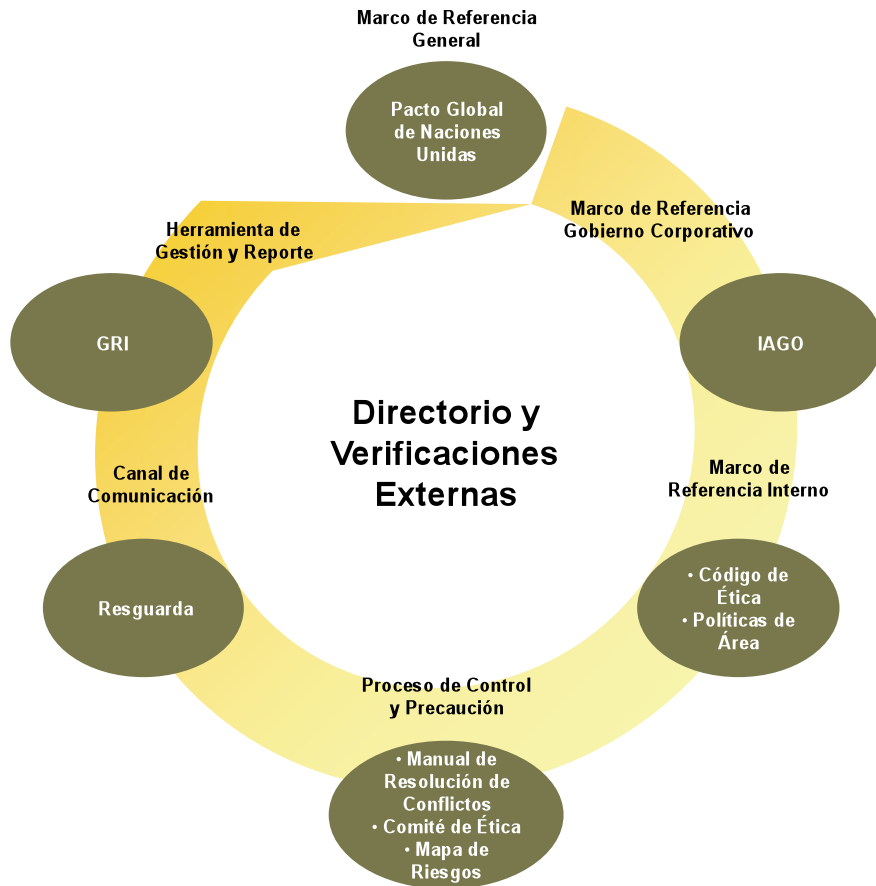 Marco de Referencia
General
Pacto Global
de Naciones
Unidas
Marco de Referencia
Gobierno Corporativo
IAGO
Marco de
Referencia Interno
• Código de
Ética
• Políticas de
Área
Proceso de Control
y Precaución
• Manual de
Resolución de
Conflictos
• Comité de Ética
• Mapa de
Riesgos
Resguarda
Canal de
Comunicación
GRI
Herramienta de
Gestión y Reporte
Directorio y
Verificaciones
Externas